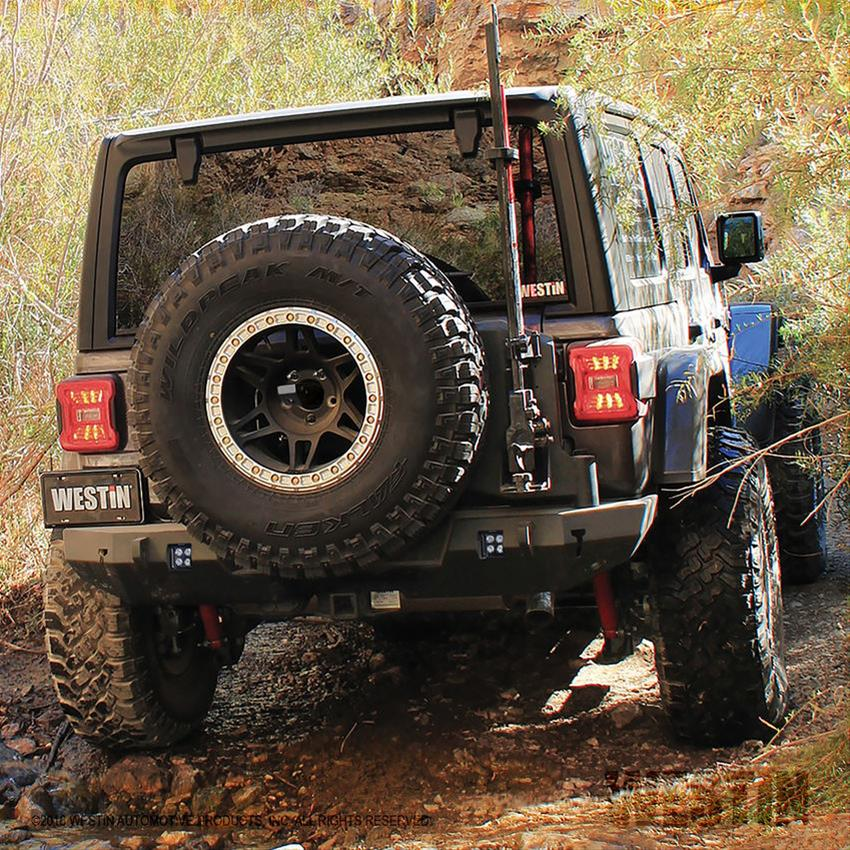 WILDPEAK M/T
WESTiN
WESTiN
FALKEN
WESTIN
©2018 WESTIN AUTOMOTIVE PRODUCTS, INC. ALL RIGHTS RESERVED.